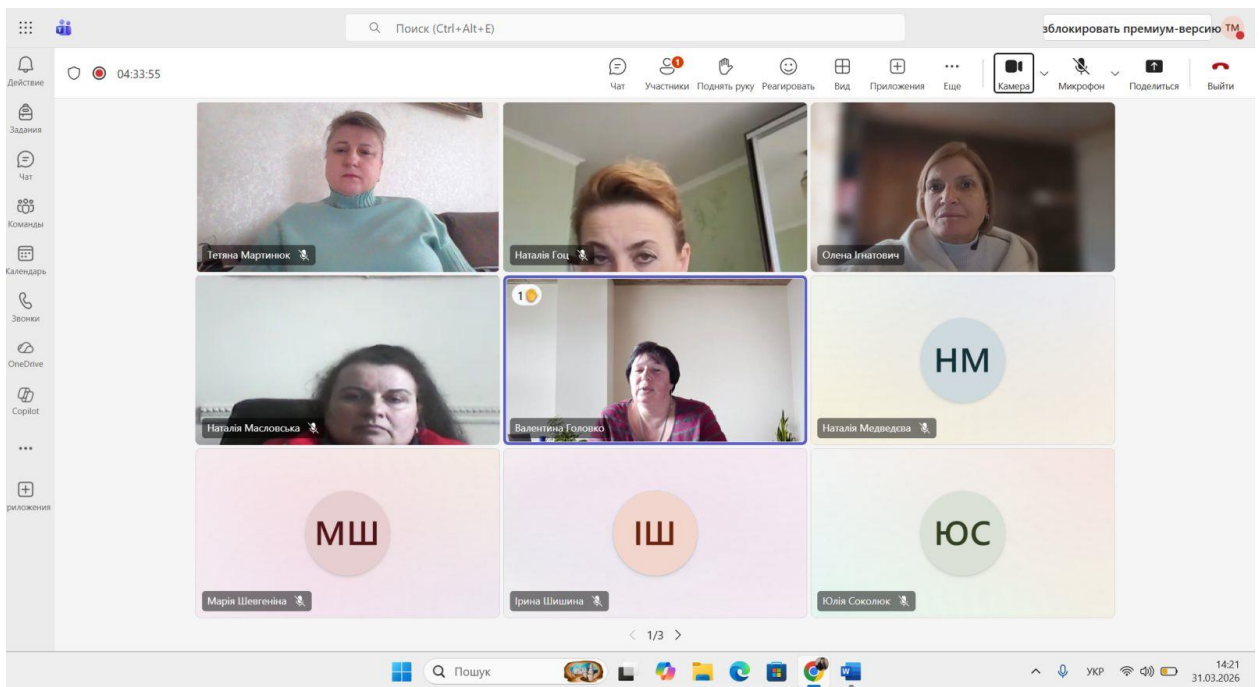 Поиск (Ctrl+Alt+E)
зблокировать премиум-версию
ТМ
04:33:55
Чат
1
Участники
Поднять руку
Реагировать
Вид
Приложения
Еще
Камера
Микрофон
Поделиться
Выйти
Действие
Задания
Чат
Команды
Календарь
Звонки
OneDrive
Copilot
риложения
Тетяна Мартинюк
Наталія Гоц
Олена Ігнатович
Наталія Масловська
1
Валентина Головко
НМ
Наталія Медведєва
МШ
Марія Шевгеніна
ІШ
Ірина Шишина
ЮС
Юлія Соколюк
1/3
Пошук
УКР
14:21
31.03.2026